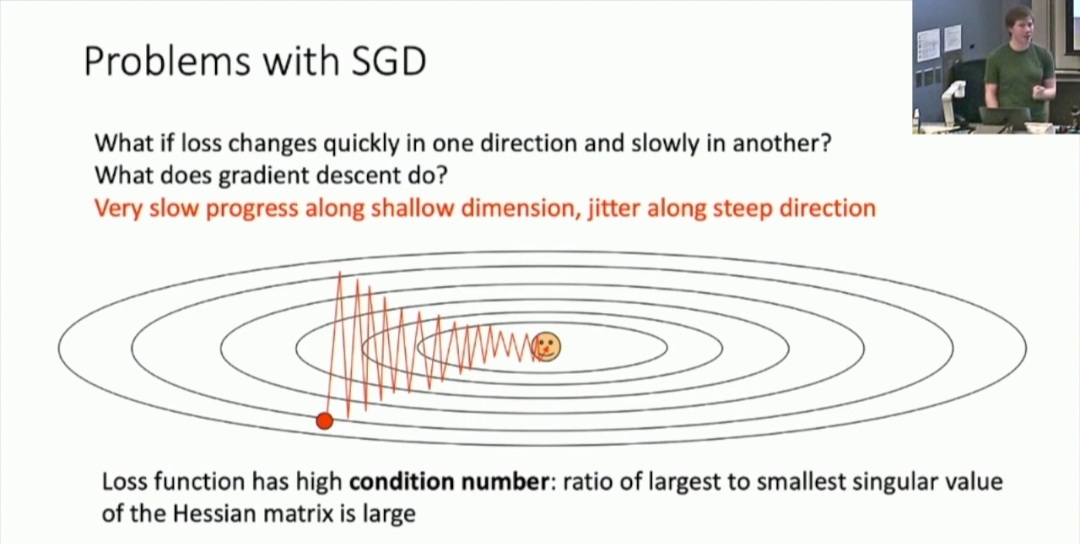 Problems with SGD
What if loss changes quickly in one direction and slowly in another?
What does gradient descent do?
Very slow progress along shallow dimension, jitter along steep direction
Loss function has high condition number: ratio of largest to smallest singular value
of the Hessian matrix is large